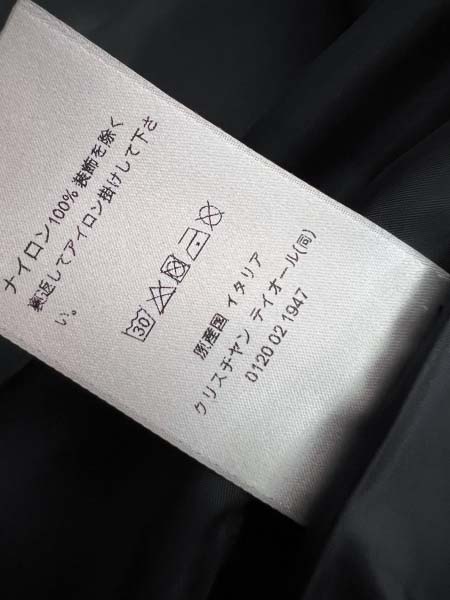 ナイロン100% 装飾を除く
裏返してアイロン掛けして下さ
い。
30
原産国 イタリア
クリスチャン ディオール(同)
0120 02 1947